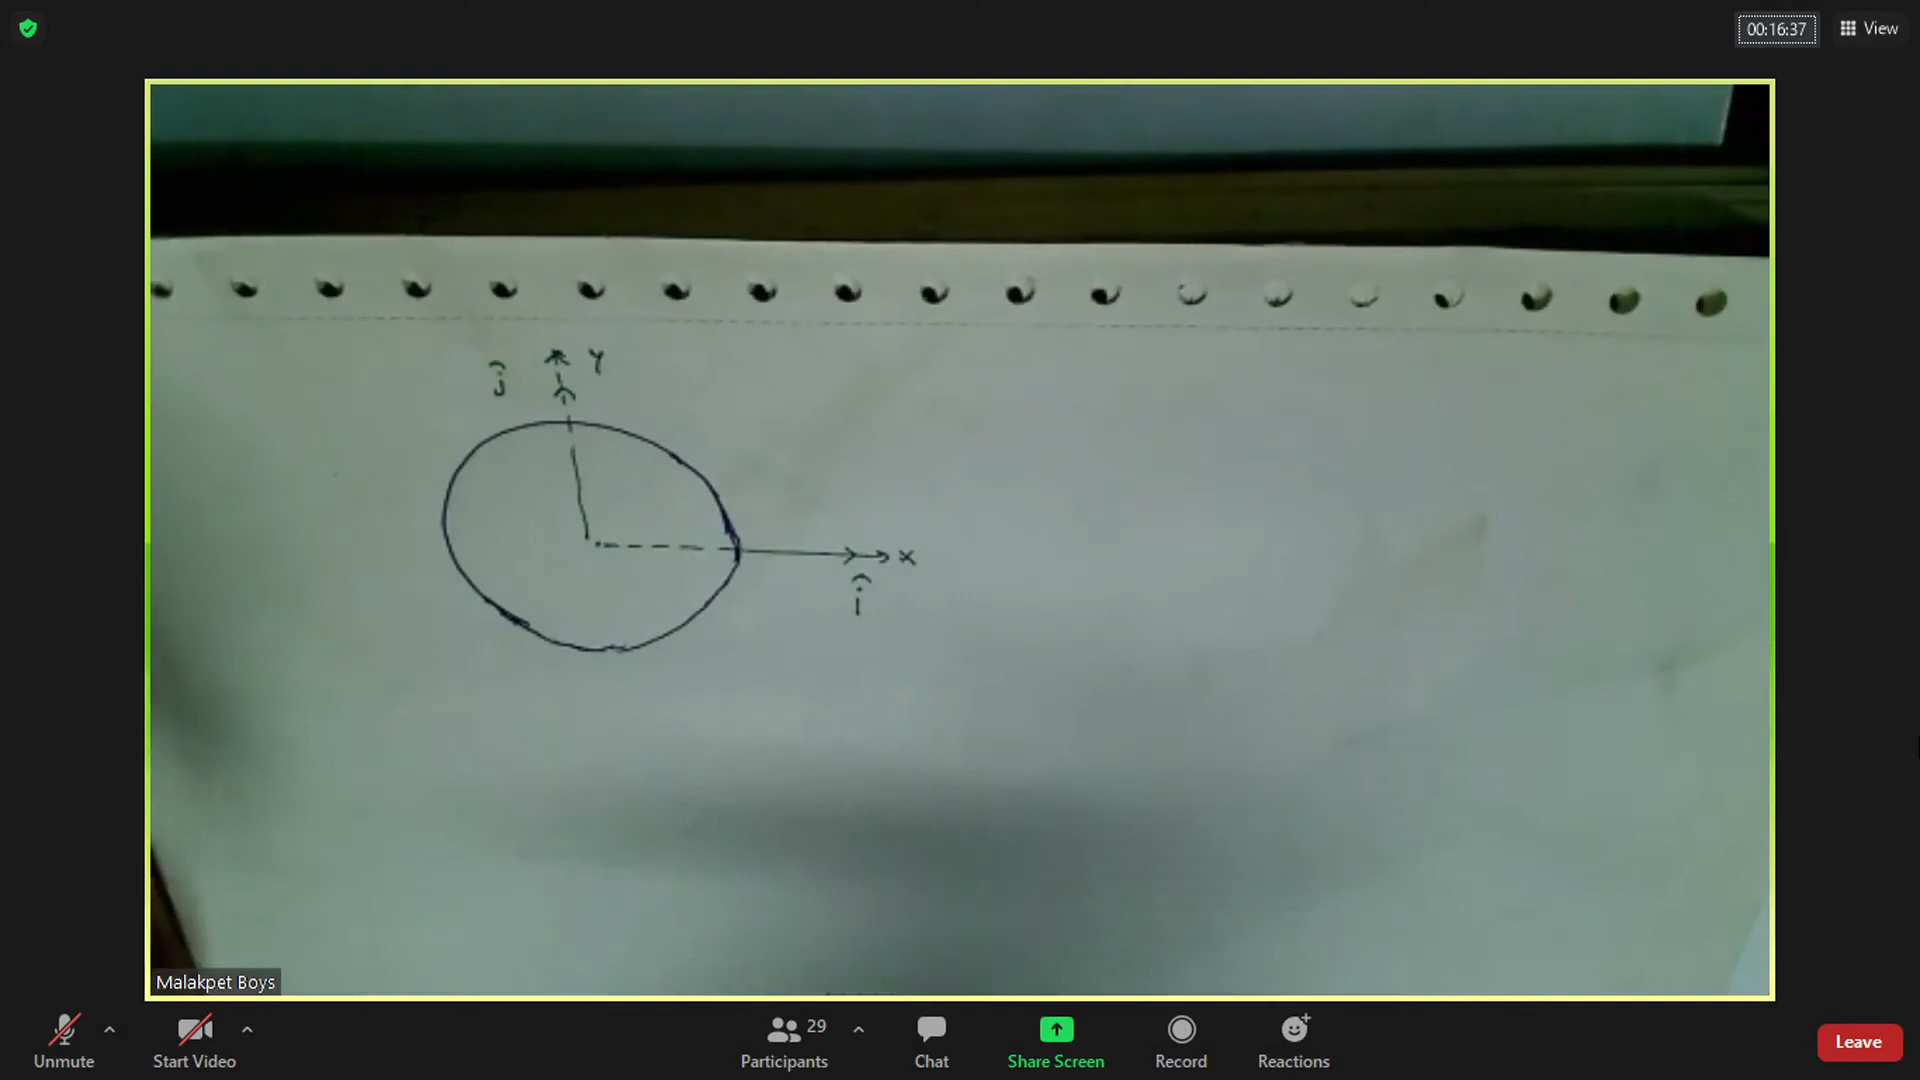 00:16:37 View
ĵ Y
X
î
Malakpet Boys
Unmute Start Video 29 Participants Chat Share Screen Record Reactions Leave